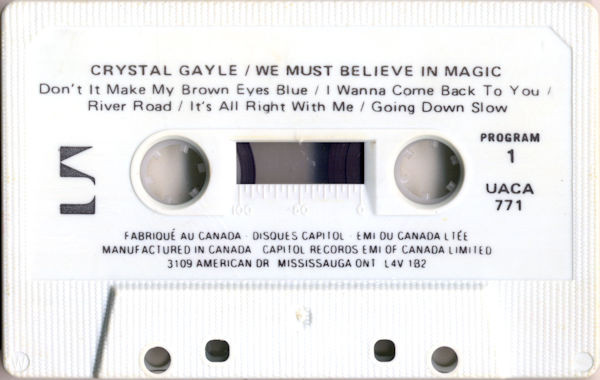 CRYSTAL GAYLE / WE MUST BELIEVE IN MAGIC
Don't It Make My Brown Eyes Blue / I Wanna Come Back To You /
River Road / It's All Right With Me / Going Down Slow
PROGRAM
1
UACA
771
100 50 0
FABRIQUÉ AU CANADA · DISQUES CAPITOL · EMI DU CANADA LTÉE
MANUFACTURED IN CANADA · CAPITOL RECORDS EMI OF CANADA LIMITED
3109 AMERICAN DR MISSISSAUGA ONT L4V 1B2